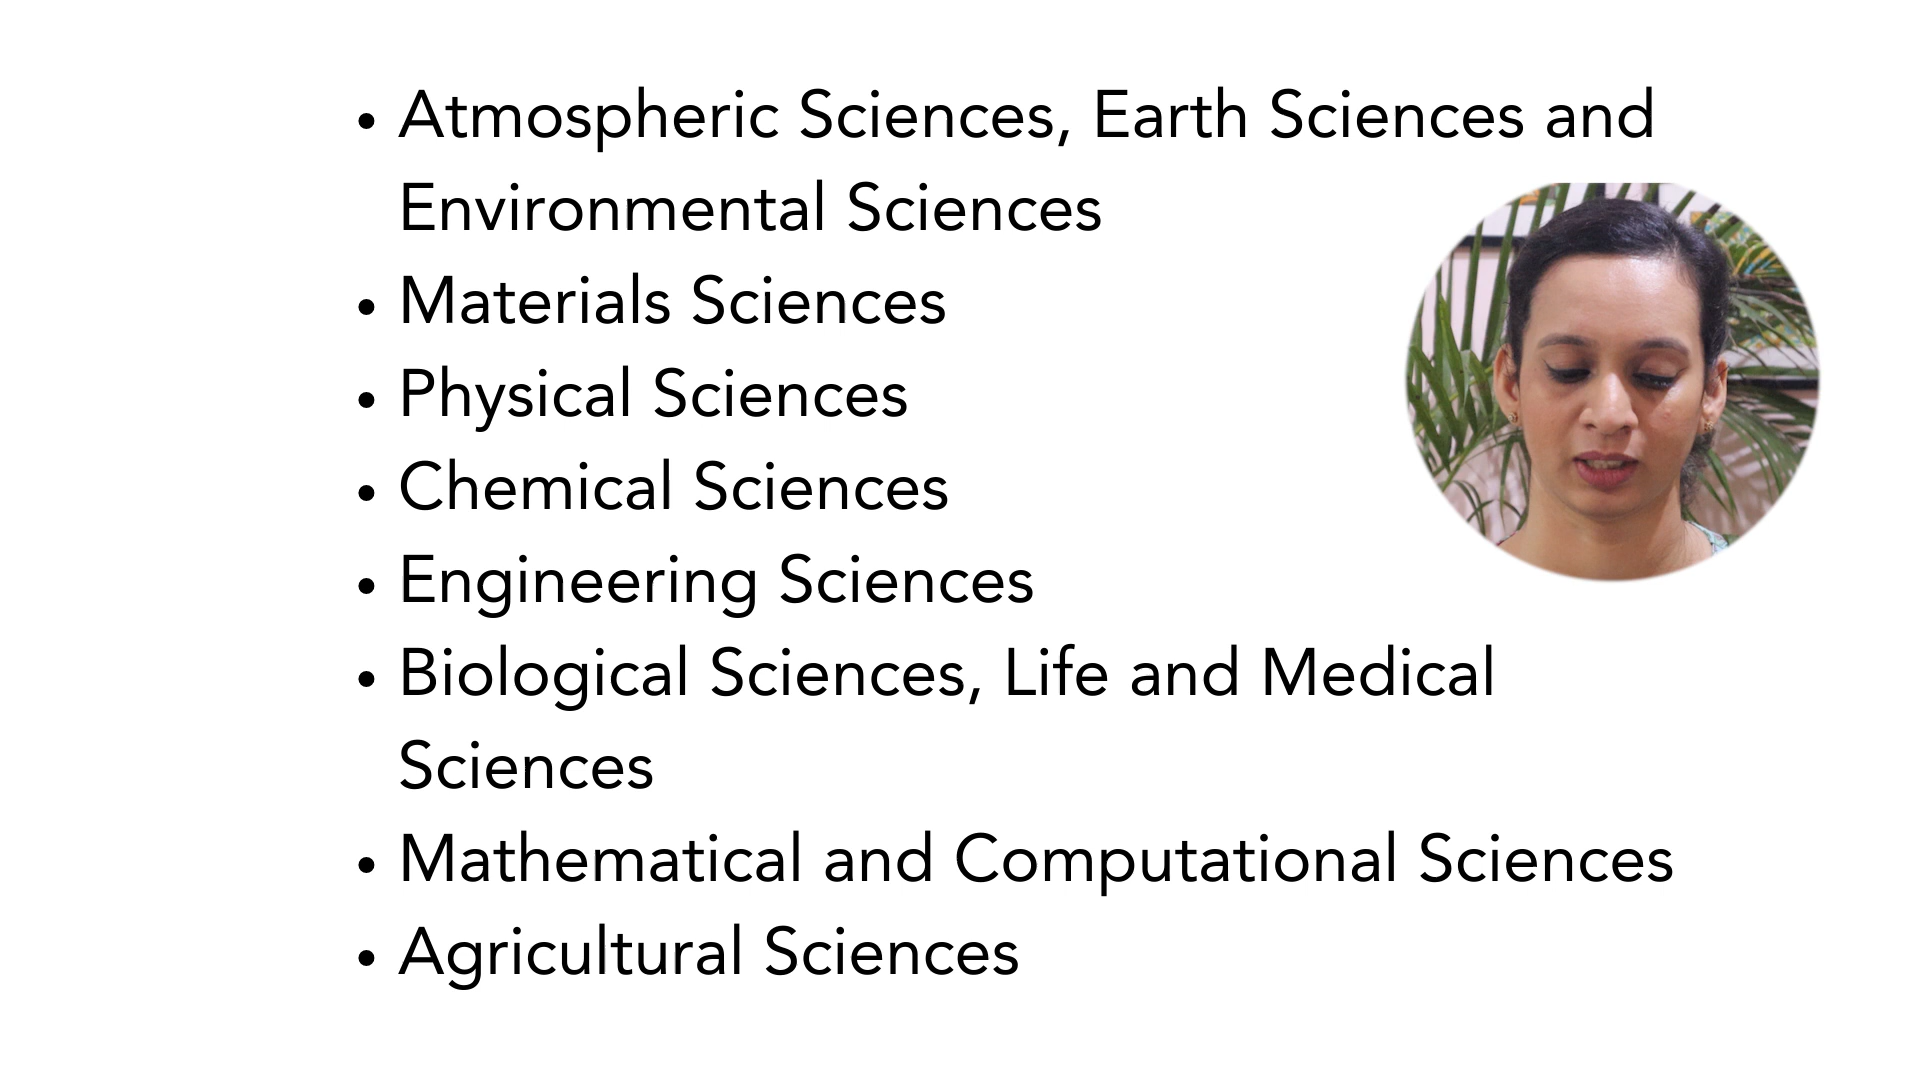 • Atmospheric Sciences, Earth Sciences and
Environmental Sciences
• Materials Sciences
• Physical Sciences
• Chemical Sciences
• Engineering Sciences
• Biological Sciences, Life and Medical
Sciences
• Mathematical and Computational Sciences
• Agricultural Sciences